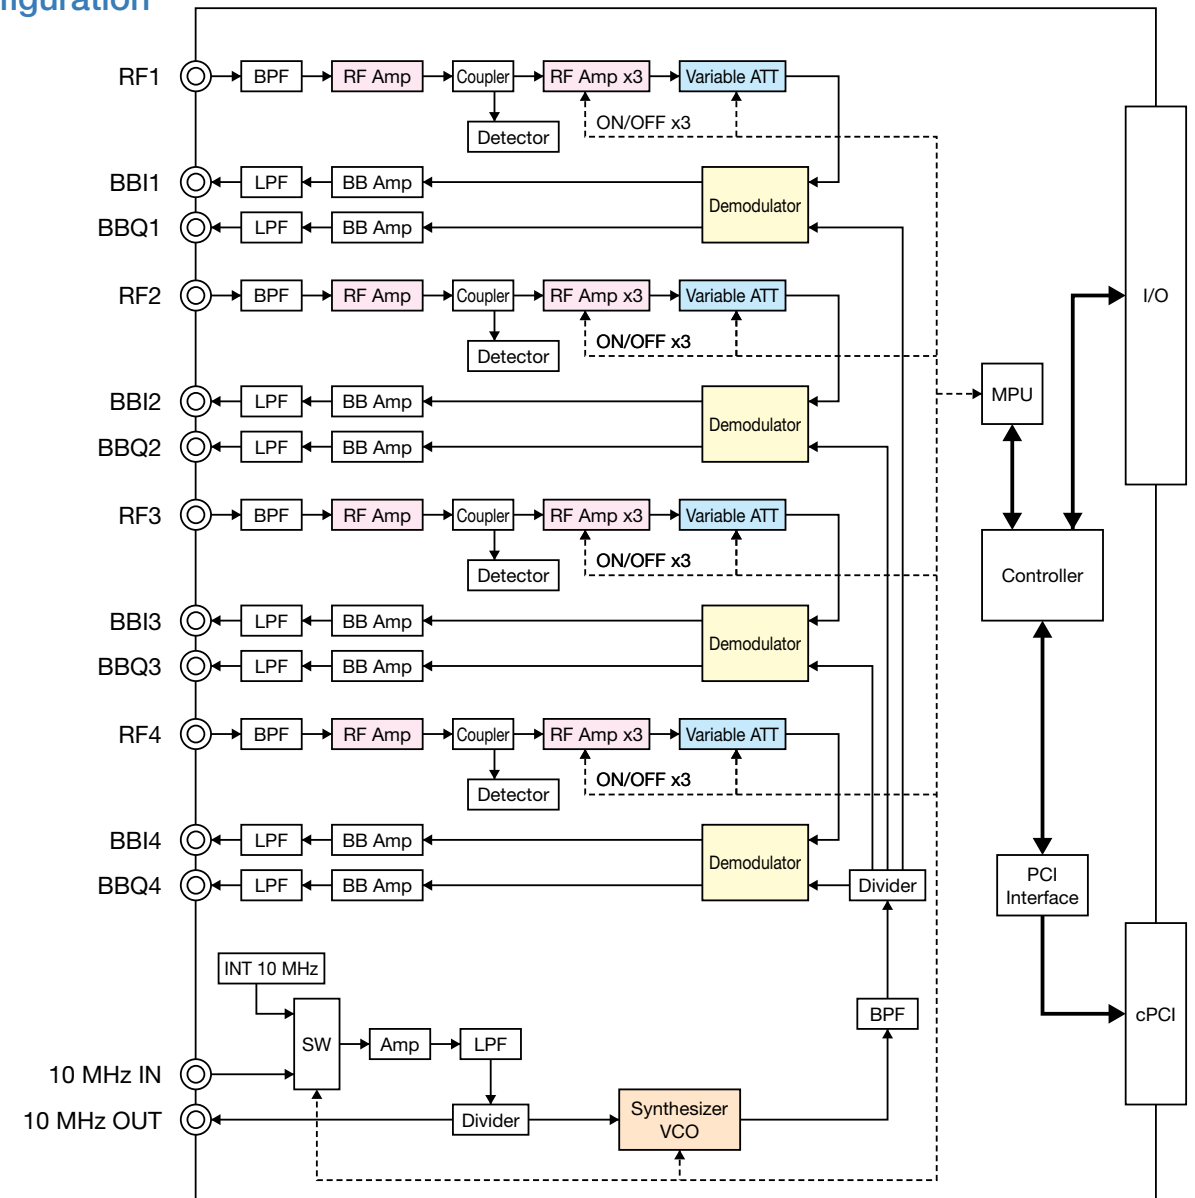 figuration
RF1
BPF
RF Amp
Coupler
RF Amp x3
Variable ATT
ON/OFF x3
Detector
BBI1
LPF
BB Amp
Demodulator
BBQ1
LPF
BB Amp
RF2
BPF
RF Amp
Coupler
RF Amp x3
Variable ATT
I/O
ON/OFF x3
Detector
MPU
BBI2
LPF
BB Amp
Demodulator
BBQ2
LPF
BB Amp
RF3
BPF
RF Amp
Coupler
RF Amp x3
Variable ATT
ON/OFF x3
Detector
Controller
BBI3
LPF
BB Amp
Demodulator
BBQ3
LPF
BB Amp
RF4
BPF
RF Amp
Coupler
RF Amp x3
Variable ATT
ON/OFF x3
Detector
BBI4
LPF
BB Amp
Demodulator
BBQ4
LPF
BB Amp
Divider
PCI
Interface
INT 10 MHz
BPF
cPCI
SW
Amp
LPF
10 MHz IN
10 MHz OUT
Divider
Synthesizer
VCO